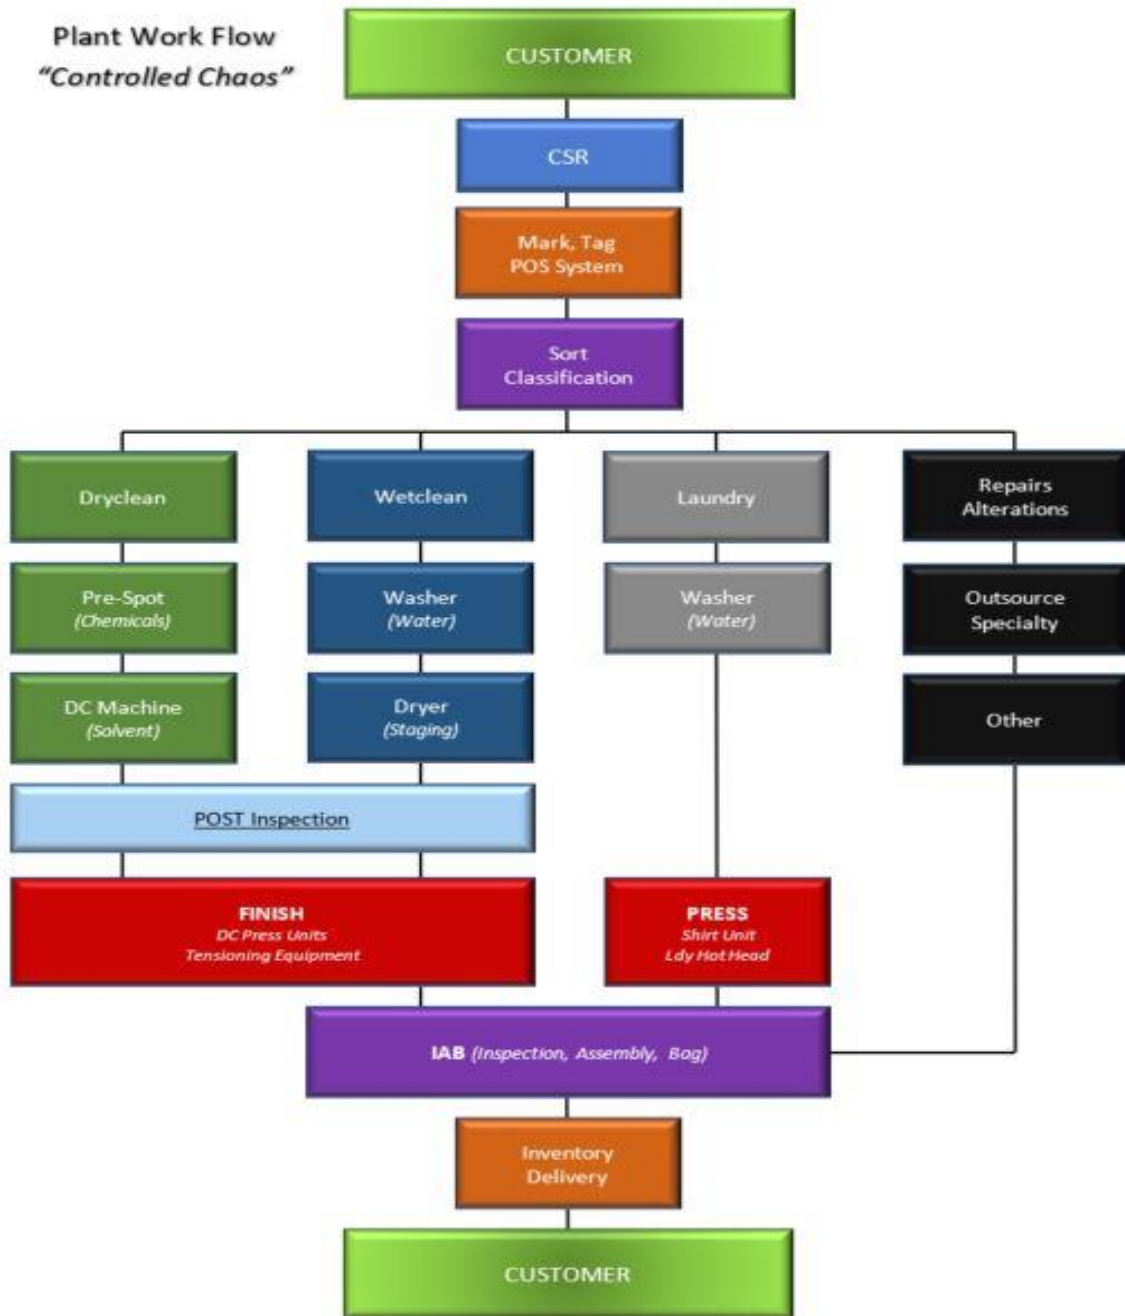 Plant Work Flow
“Controlled Chaos”
CUSTOMER
CSR
Mark, Tag
POS System
Sort
Classification
Dryclean
Wetclean
Laundry
Repairs
Alterations
Pre-Spot
(Chemicals)
Washer
(Water)
Washer
(Water)
Outsource
Specialty
DC Machine
(Solvent)
Dryer
(Staging)
Other
POST Inspection
FINISH
DC Press Units
Tensioning Equipment
PRESS
Shirt Unit
Ldy Hot Head
IAB (Inspection, Assembly, Bag)
Inventory
Delivery
CUSTOMER